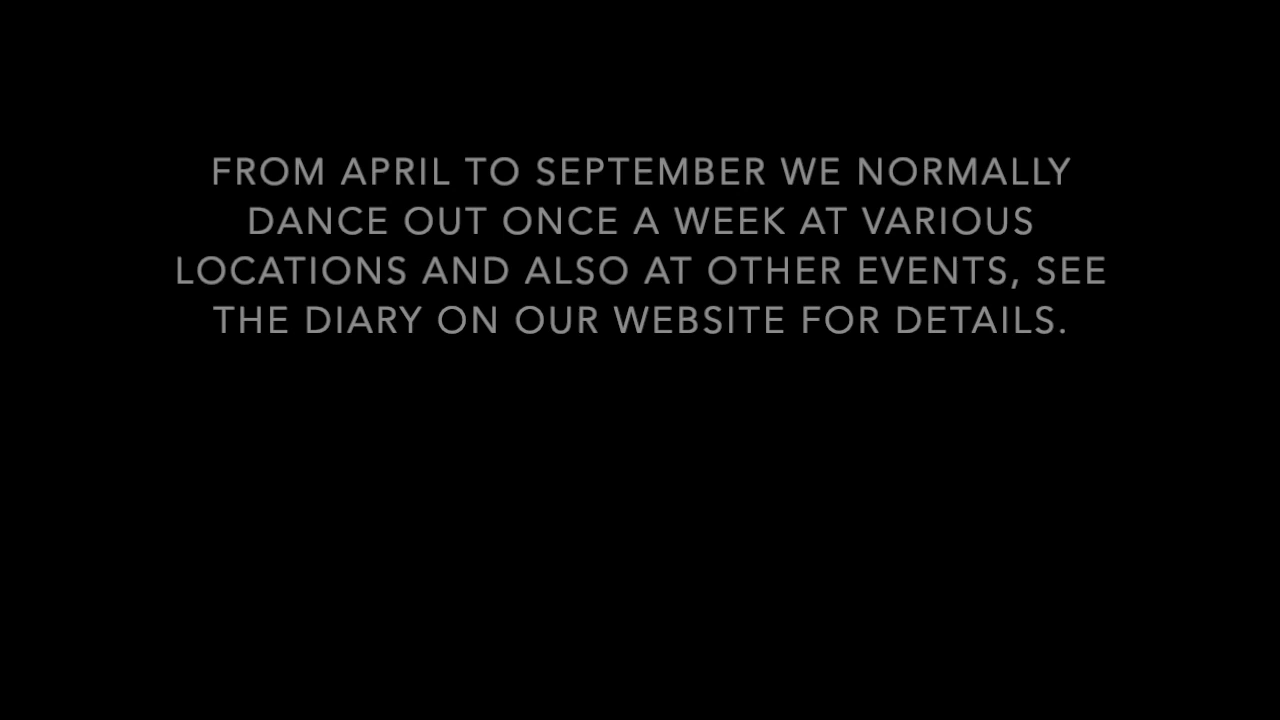 FROM APRIL TO SEPTEMBER WE NORMALLY
DANCE OUT ONCE A WEEK AT VARIOUS
LOCATIONS AND ALSO AT OTHER EVENTS, SEE
THE DIARY ON OUR WEBSITE FOR DETAILS.